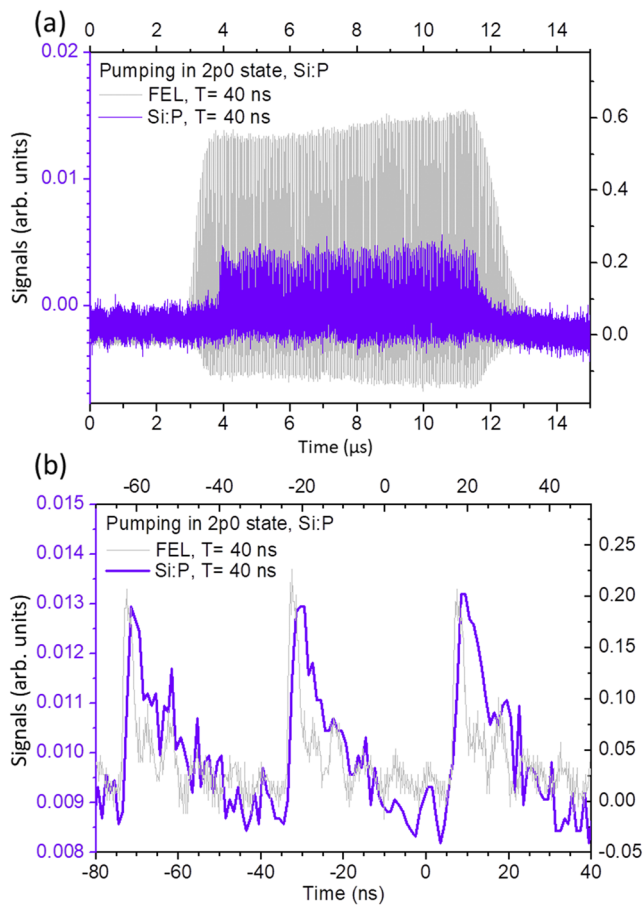 (a)
0 2 4 6 8 10 12 14
0.02
Pumping in 2p0 state, Si:P
FEL, T= 40 ns
Si:P, T= 40 ns
0.6
0.01
0.4
Signals (arb. units)
0.2
0.00
0.0
0 2 4 6 8 10 12 14
Time (µs)
(b)
-60 -40 -20 0 20 40
0.015
Pumping in 2p0 state, Si:P
FEL, T= 40 ns
Si:P, T= 40 ns
0.25
0.014
0.20
0.013
0.15
0.012
Signals (arb. units)
0.10
0.011
0.05
0.010
0.00
0.009
-0.05
0.008
-80 -60 -40 -20 0 20 40
Time (ns)